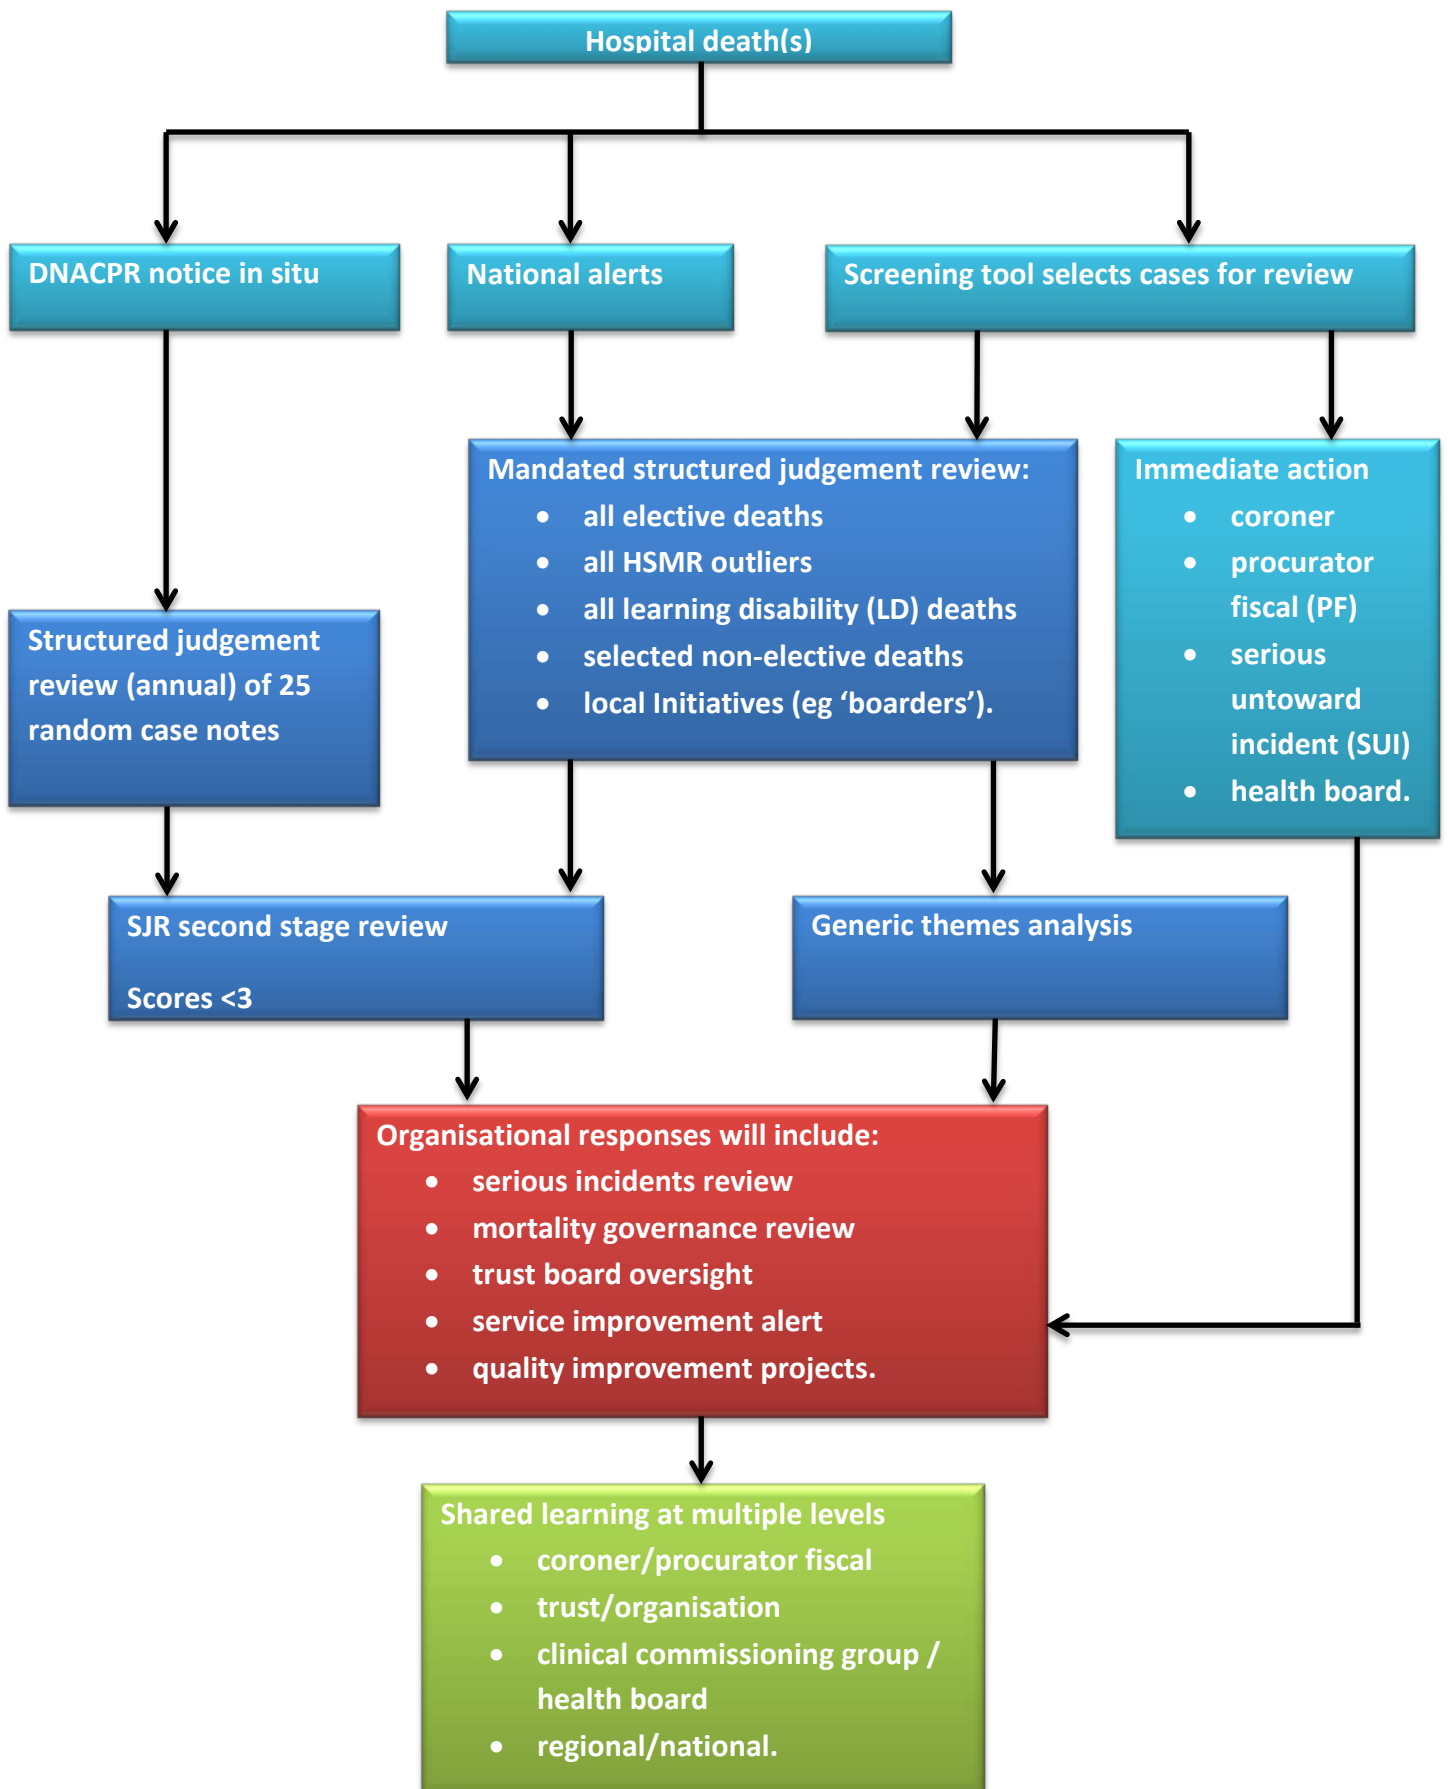 Hospital death(s)
DNACPR notice in situ
National alerts
Screening tool selects cases for review
Mandated structured judgement review:
• all elective deaths
• all HSMR outliers
• all learning disability (LD) deaths
• selected non-elective deaths
• local Initiatives (eg ‘boarders’).
Immediate action
• coroner
• procurator
fiscal (PF)
• serious
untoward
incident (SUI)
• health board.
Structured judgement
review (annual) of 25
random case notes
SJR second stage review
Scores <3
Generic themes analysis
Organisational responses will include:
• serious incidents review
• mortality governance review
• trust board oversight
• service improvement alert
• quality improvement projects.
Shared learning at multiple levels
• coroner/procurator fiscal
• trust/organisation
• clinical commissioning group /
health board
• regional/national.